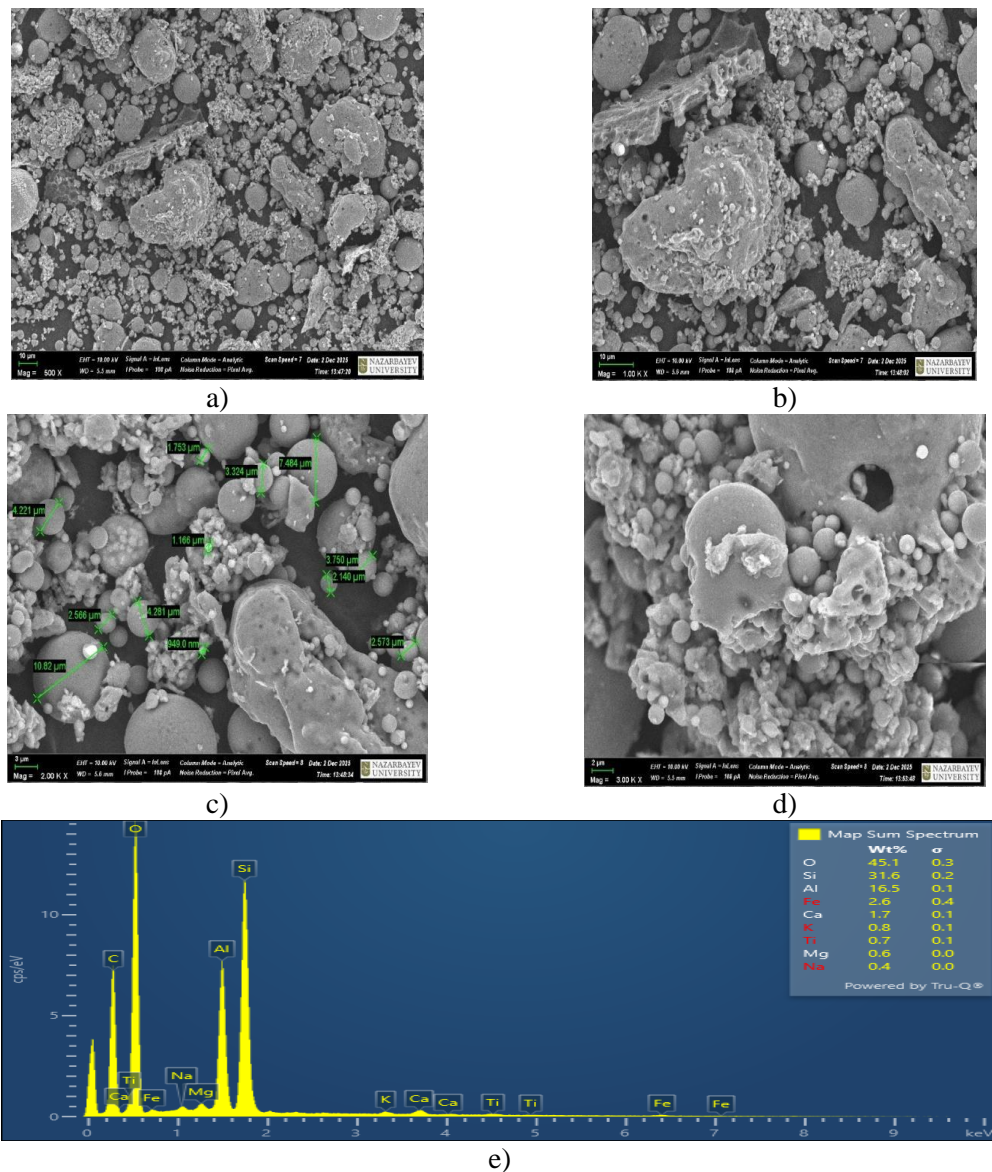 10 µm
Mag = 500 X
EHT = 10.00 kV Signal A = InLens Column Mode = Analytic Scan Speed = 7 Date: 2 Dec 2025
WD = 5.5 mm I Probe = 100 pA Noise Reduction = Pixel Avg. Time: 13:47:20
NAZARBAYEV
UNIVERSITY
10 µm
Mag = 1.00 K X
EHT = 10.00 kV Signal A = InLens Column Mode = Analytic Scan Speed = 7 Date: 2 Dec 2025
WD = 5.6 mm I Probe = 100 pA Noise Reduction = Pixel Avg. Time: 13:48:02
NAZARBAYEV
UNIVERSITY
a)
b)
1.753 µm
3.324 µm
7.484 µm
4.221 µm
1.166 µm
3.750 µm
2.140 µm
2.566 µm
4.281 µm
949.0 nm
2.573 µm
10.82 µm
3 µm
Mag = 2.00 K X
EHT = 10.00 kV Signal A = InLens Column Mode = Analytic Scan Speed = 8 Date: 2 Dec 2025
WD = 5.6 mm I Probe = 100 pA Noise Reduction = Pixel Avg. Time: 13:48:34
NAZARBAYEV
UNIVERSITY
2 µm
Mag = 3.00 K X
EHT = 10.00 kV Signal A = InLens Column Mode = Analytic Scan Speed = 8 Date: 2 Dec 2025
WD = 5.5 mm I Probe = 100 pA Noise Reduction = Pixel Avg.
NAZARBAYEV
UNIVERSITY
c)
d)
Map Sum Spectrum
Wt% σ
O 45.1 0.3
Si 31.6 0.2
Al 16.5 0.1
Fe 2.6 0.4
Ca 1.7 0.1
K 0.8 0.1
Ti 0.7 0.1
Mg 0.6 0.0
Na 0.4 0.0
Powered by Tru-Q®
cps/eV
10
5
0
O
Si
C
Al
Ti
Ca
Fe
Na
Mg
K
Ca
Ca
Ti
Ti
Fe
Fe
0 1 2 3 4 5 6 7 8 9 keV
e)